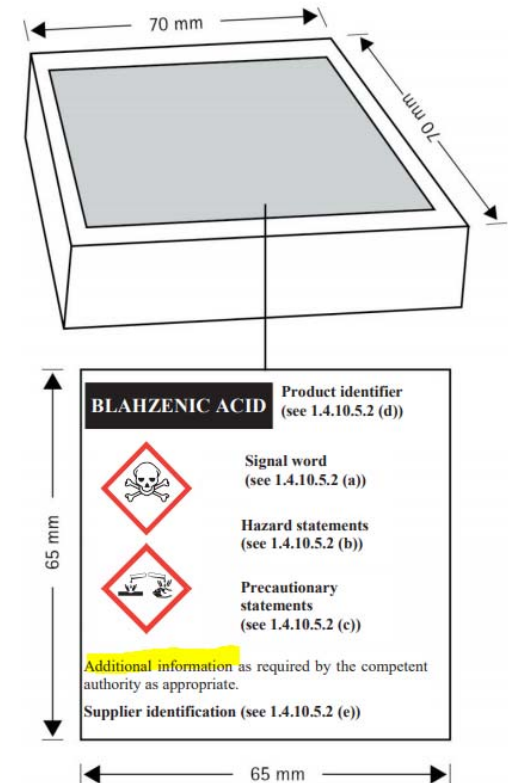 70 mm
70 mm
65 mm
BLAHZENIC ACID
Product identifier
(see 1.4.10.5.2 (d))
Signal word
(see 1.4.10.5.2 (a))
Hazard statements
(see 1.4.10.5.2 (b))
Precautionary
statements
(see 1.4.10.5.2 (c))
Additional information as required by the competent
authority as appropriate.
Supplier identification (see 1.4.10.5.2 (e))
65 mm